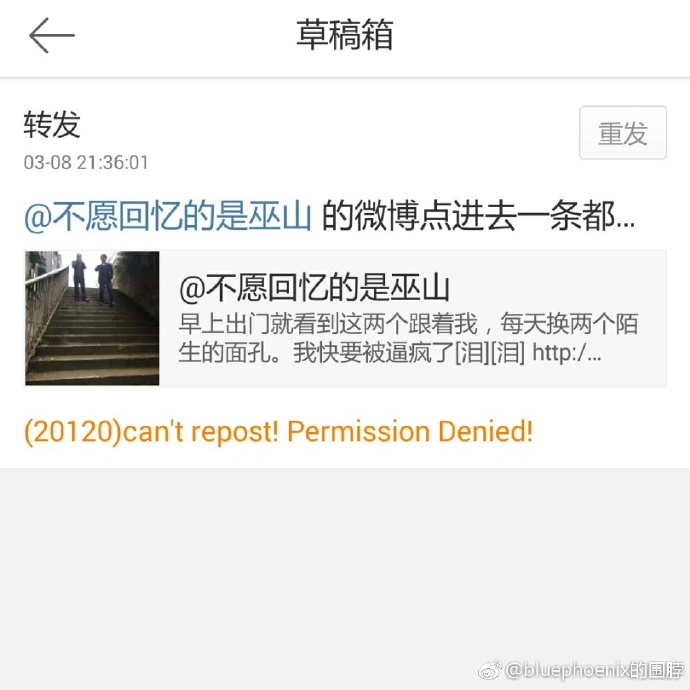 草稿箱
转发
重发
03-08 21:36:01
@不愿回忆的是巫山 的微博点进去一条都...
@不愿回忆的是巫山
早上出门就看到这两个跟着我，每天换两个陌
生的面孔。我快要被逼疯了[泪][泪] http:/...
(20120)can't repost! Permission Denied!
@bluephoenix的围脖